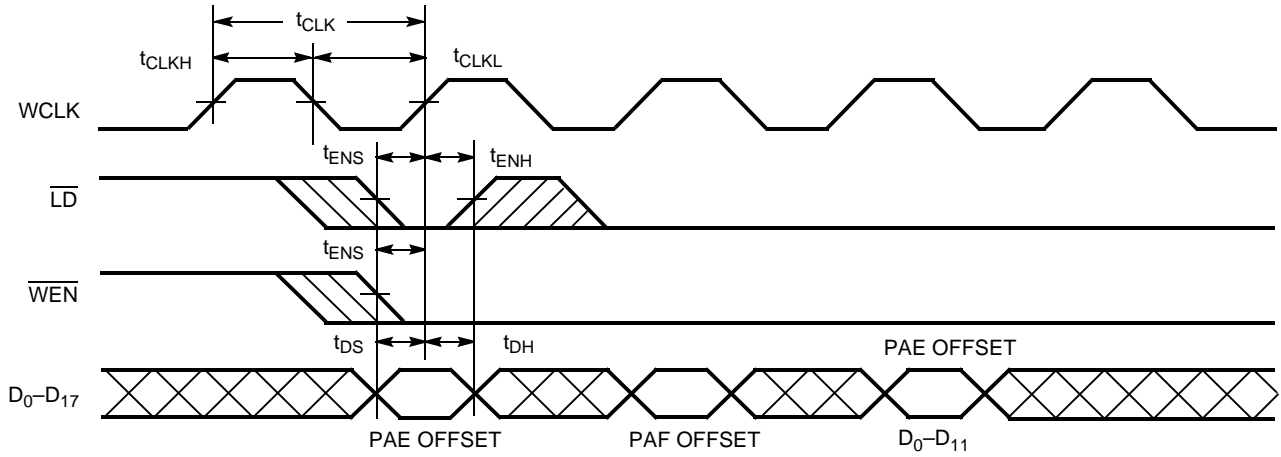 tCLK
tCLKH
tCLKL
WCLK
tENS
tENH
LD
tENS
WEN
tDS
tDH
PAE OFFSET
D0–D17
PAE OFFSET
PAF OFFSET
D0–D11